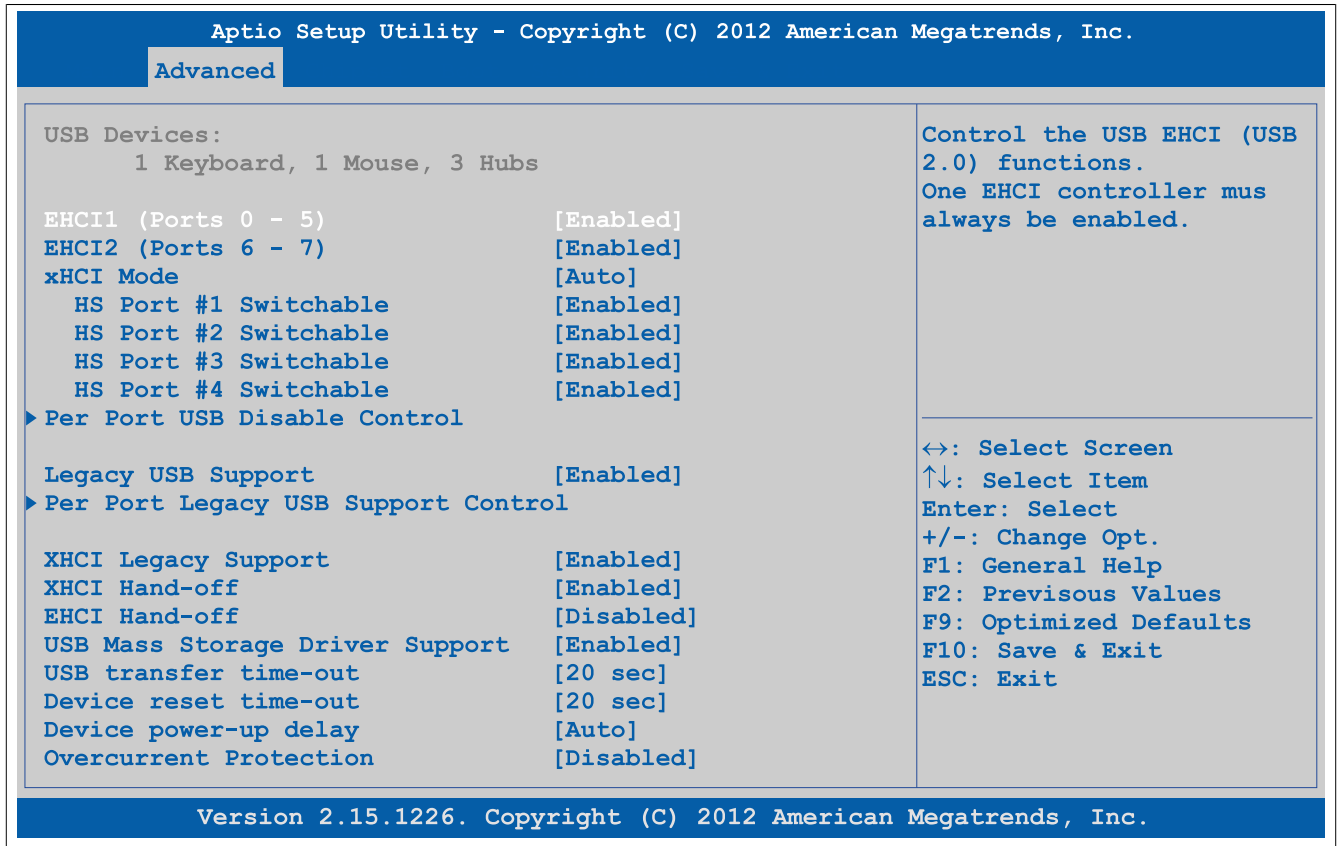 Aptio Setup Utility - Copyright (C) 2012 American Megatrends, Inc.
Advanced
USB Devices:
1 Keyboard, 1 Mouse, 3 Hubs
EHCI1 (Ports 0 - 5) [Enabled]
EHCI2 (Ports 6 - 7) [Enabled]
xHCI Mode [Auto]
HS Port #1 Switchable [Enabled]
HS Port #2 Switchable [Enabled]
HS Port #3 Switchable [Enabled]
HS Port #4 Switchable [Enabled]
Per Port USB Disable Control
Legacy USB Support [Enabled]
Per Port Legacy USB Support Control
XHCI Legacy Support [Enabled]
XHCI Hand-off [Enabled]
EHCI Hand-off [Disabled]
USB Mass Storage Driver Support [Enabled]
USB transfer time-out [20 sec]
Device reset time-out [20 sec]
Device power-up delay [Auto]
Overcurrent Protection [Disabled]
Control the USB EHCI (USB
2.0) functions.
One EHCI controller mus
always be enabled.
↔: Select Screen
↑↓: Select Item
Enter: Select
+/-: Change Opt.
F1: General Help
F2: Previsous Values
F9: Optimized Defaults
F10: Save & Exit
ESC: Exit
Version 2.15.1226. Copyright (C) 2012 American Megatrends, Inc.